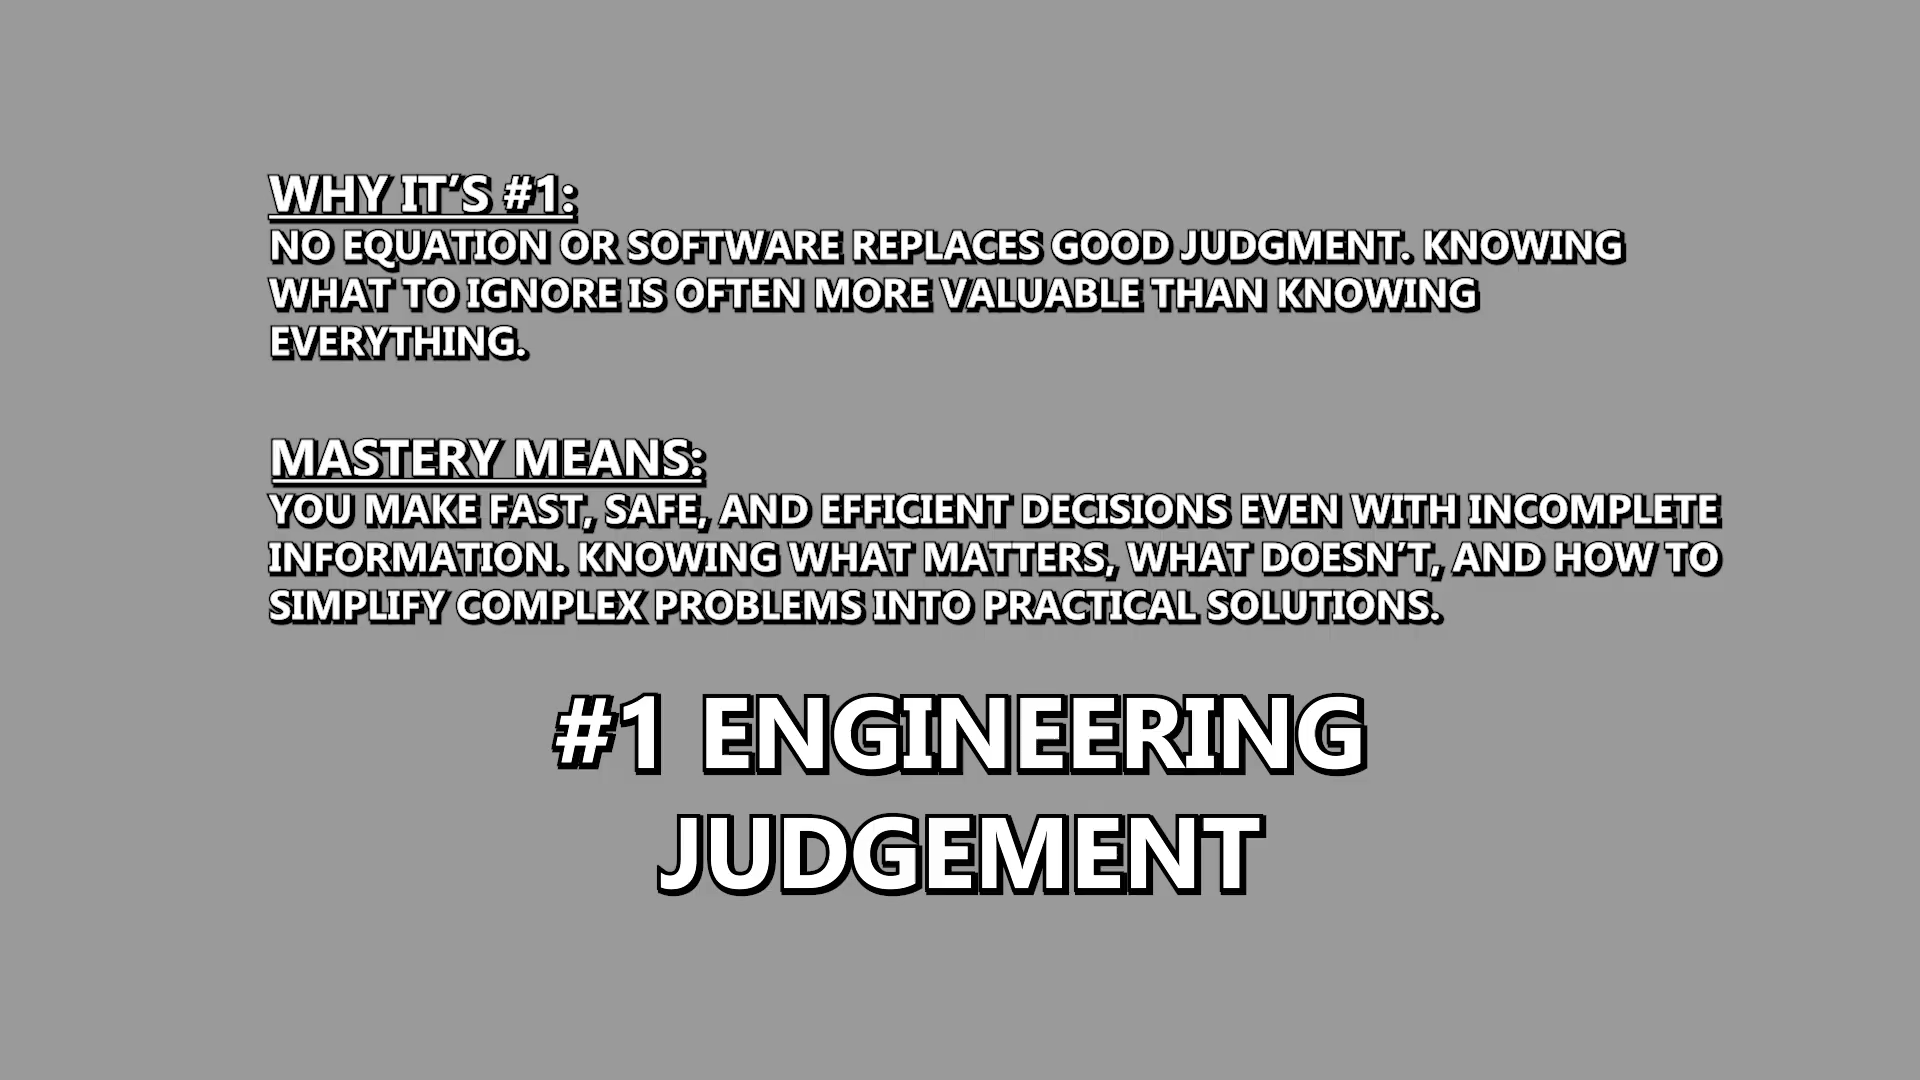 WHY IT’S #1:
NO EQUATION OR SOFTWARE REPLACES GOOD JUDGMENT. KNOWING
WHAT TO IGNORE IS OFTEN MORE VALUABLE THAN KNOWING
EVERYTHING.
MASTERY MEANS:
YOU MAKE FAST, SAFE, AND EFFICIENT DECISIONS EVEN WITH INCOMPLETE
INFORMATION. KNOWING WHAT MATTERS, WHAT DOESN’T, AND HOW TO
SIMPLIFY COMPLEX PROBLEMS INTO PRACTICAL SOLUTIONS.
#1 ENGINEERING
JUDGEMENT